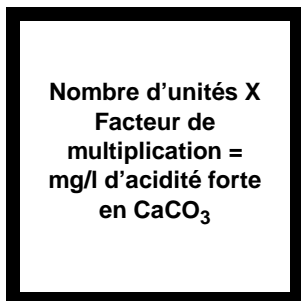 Nombre d’unités X
Facteur de
multiplication =
mg/l d’acidité forte
en CaCO₃